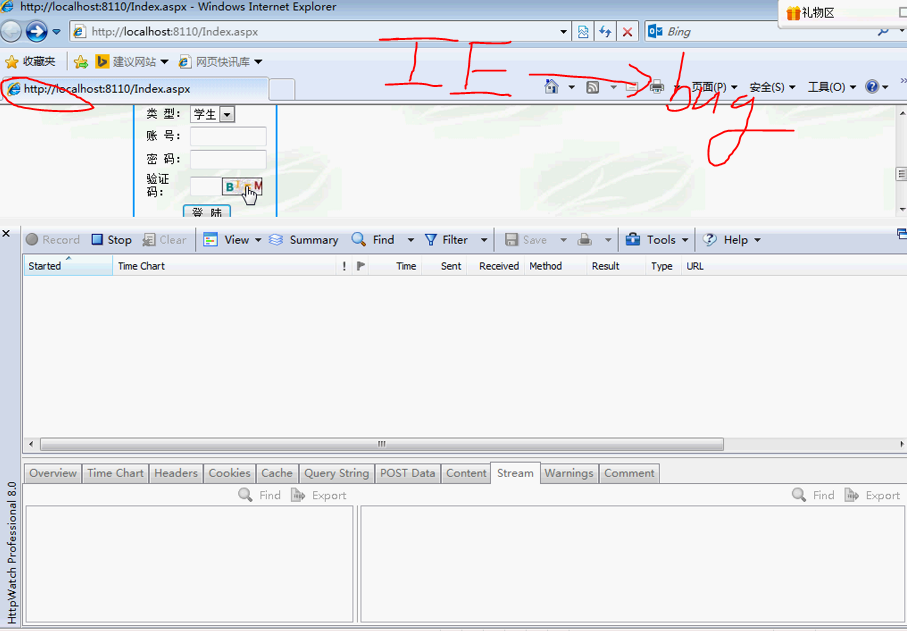 http://localhost:8110/Index.aspx - Windows Internet Explorer
礼物区
http://localhost:8110/Index.aspx
Bing
收藏夹 建议网站 网页快讯库
IE bug
http://localhost:8110/Index.aspx
页面(P) 安全(S) 工具(O)
类 型: 学生
账 号:
密 码:
验证码:
登 陆
Record Stop Clear View Summary Find Filter Save Tools Help
Started Time Chart ! Time Sent Received Method Result Type URL
Overview Time Chart Headers Cookies Cache Query String POST Data Content Stream Warnings Comment
Find Export Find Export
HttpWatch Professional 8.0